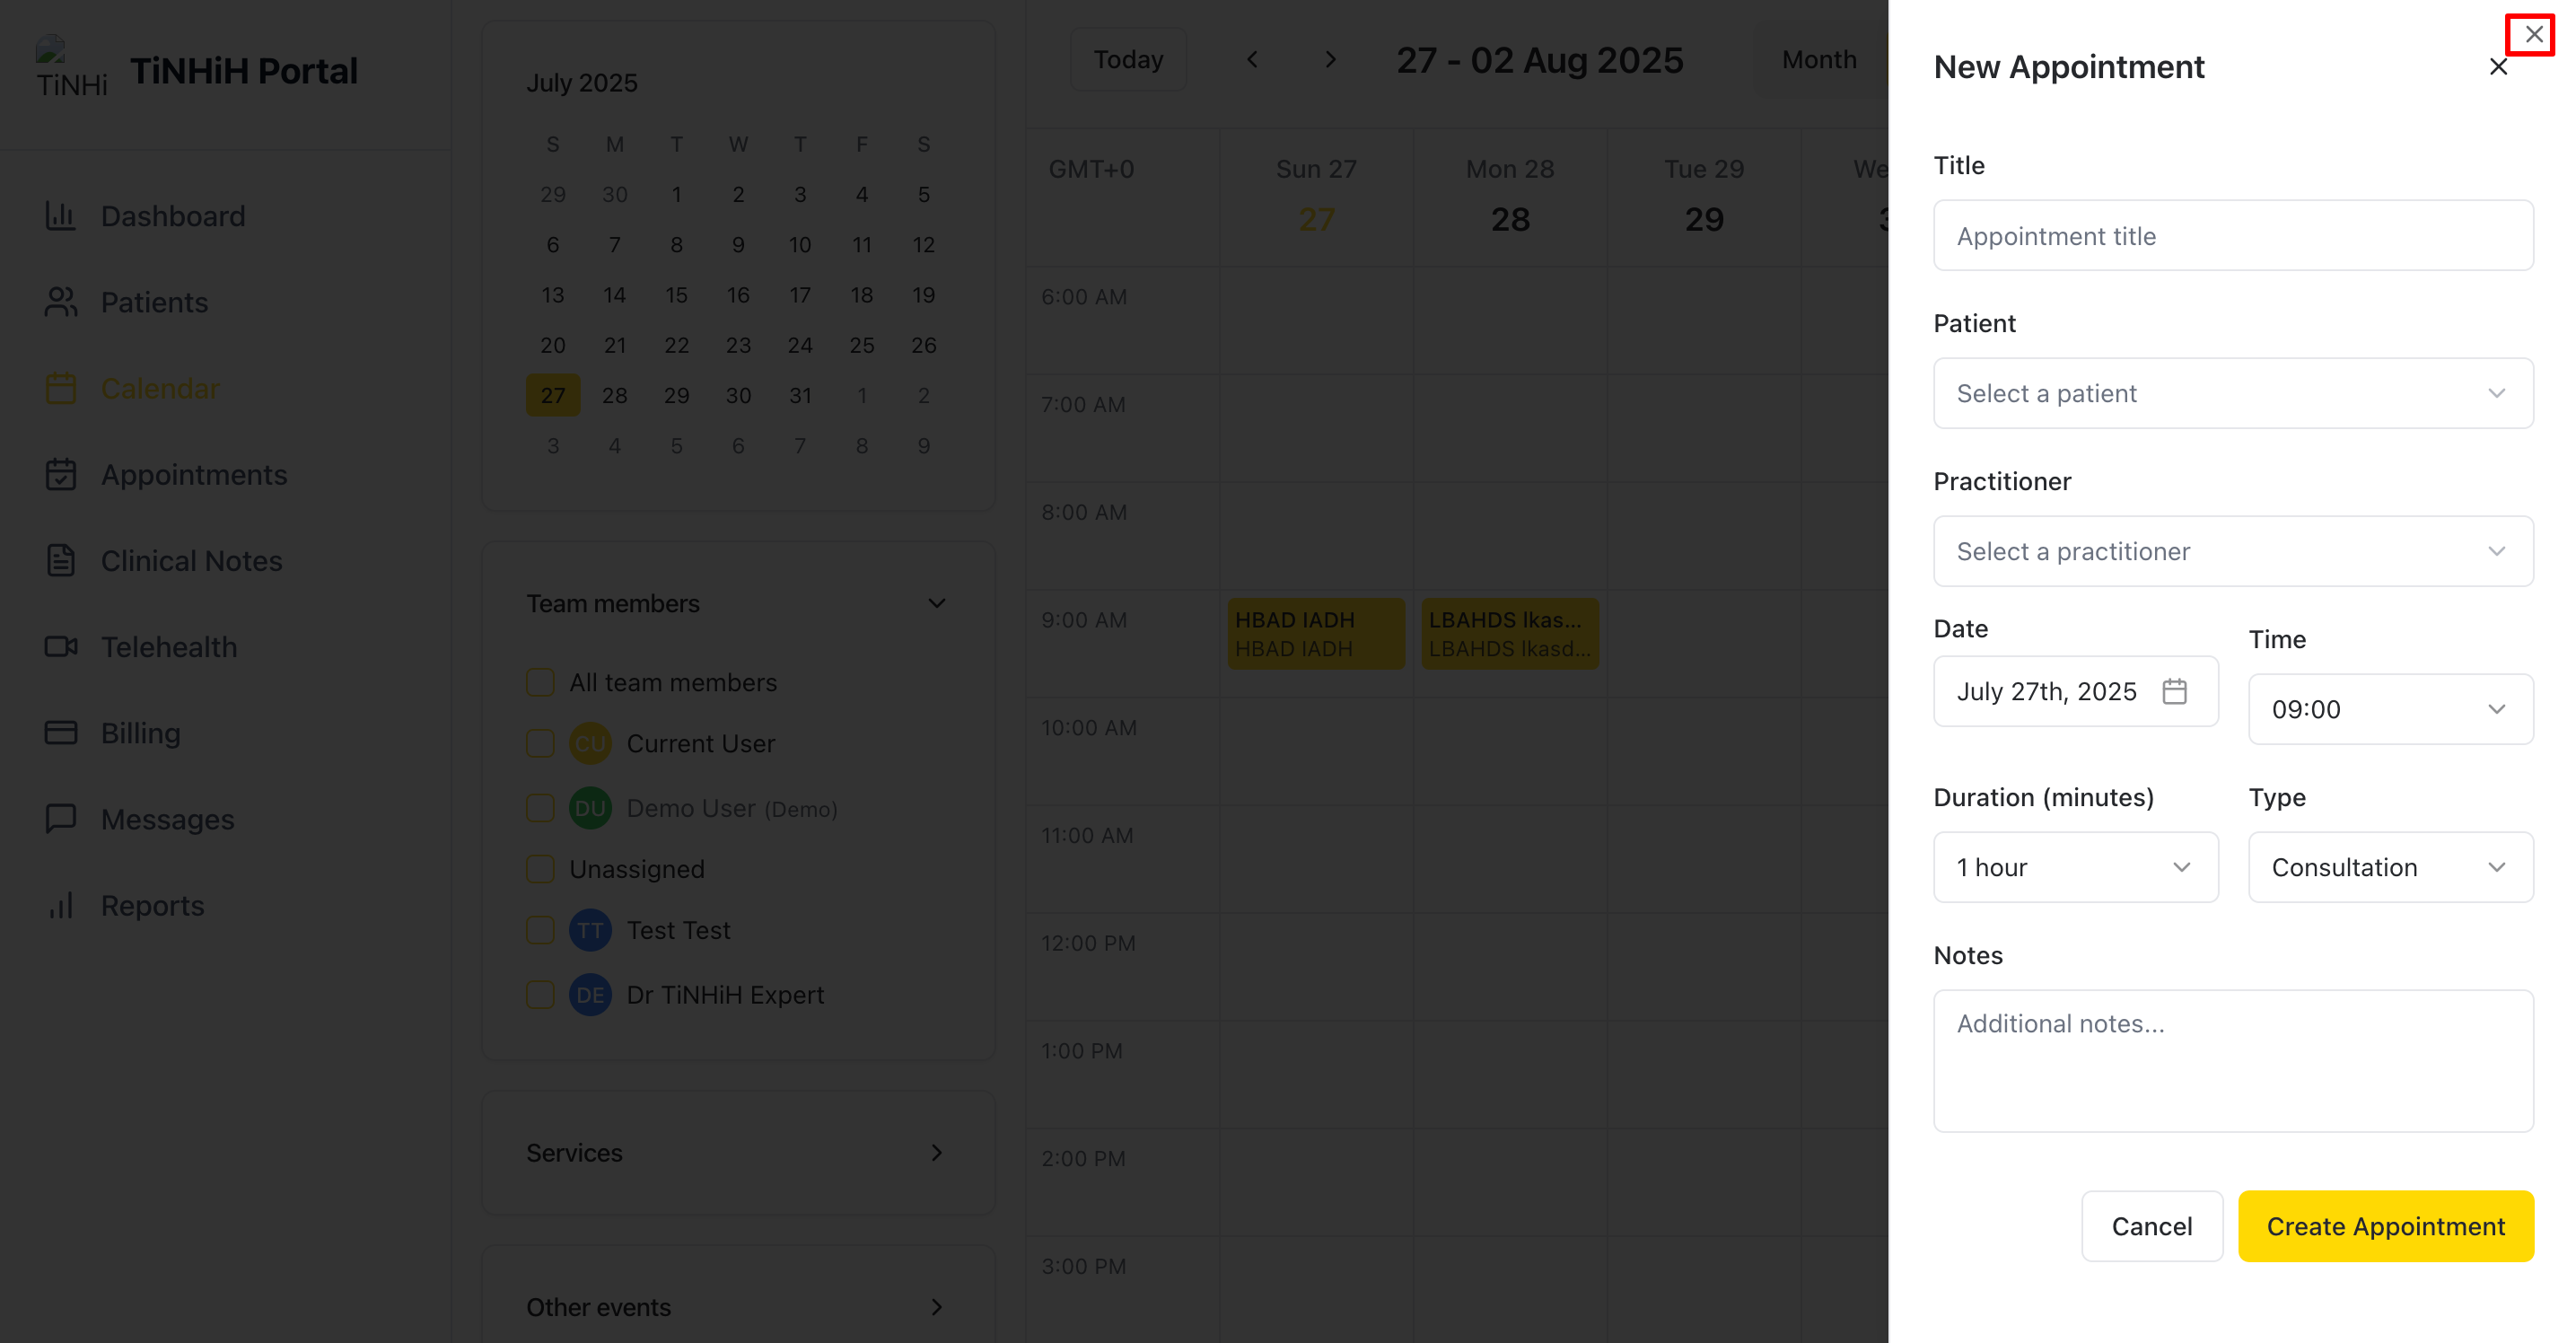 TiNHi
TiNHiH Portal
Dashboard
Patients
Calendar
Appointments
Clinical Notes
Telehealth
Billing
Messages
Reports
July 2025
S M T W T F S
29 30 1 2 3 4 5
6 7 8 9 10 11 12
13 14 15 16 17 18 19
20 21 22 23 24 25 26
27 28 29 30 31 1 2
3 4 5 6 7 8 9
Team members
All team members
CU Current User
DU Demo User (Demo)
Unassigned
TT Test Test
DE Dr TiNHiH Expert
Services
Other events
Today
27 - 02 Aug 2025
Month
GMT+0
Sun 27
27
Mon 28
28
Tue 29
29
We
6:00 AM
7:00 AM
8:00 AM
9:00 AM
HBAD IADH
HBAD IADH
LBAHDS lkas...
LBAHDS lkasd...
10:00 AM
11:00 AM
12:00 PM
1:00 PM
2:00 PM
3:00 PM
New Appointment
Title
Appointment title
Patient
Select a patient
Practitioner
Select a practitioner
Date
July 27th, 2025
Time
09:00
Duration (minutes)
1 hour
Type
Consultation
Notes
Additional notes...
Cancel
Create Appointment